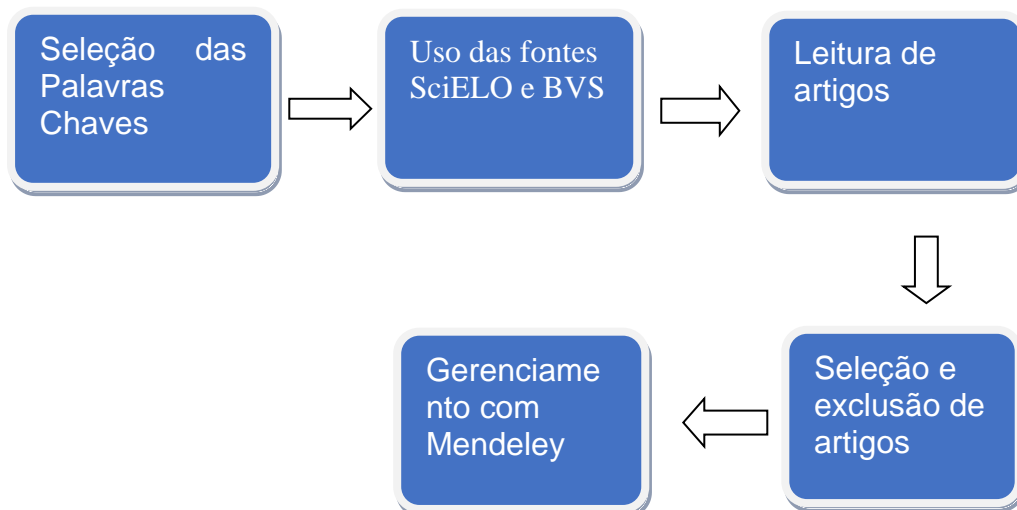 Seleção das
Palavras
Chaves
Uso das fontes
SciELO e BVS
Leitura de
artigos
Seleção e
exclusão de
artigos
Gerenciame
nto com
Mendeley